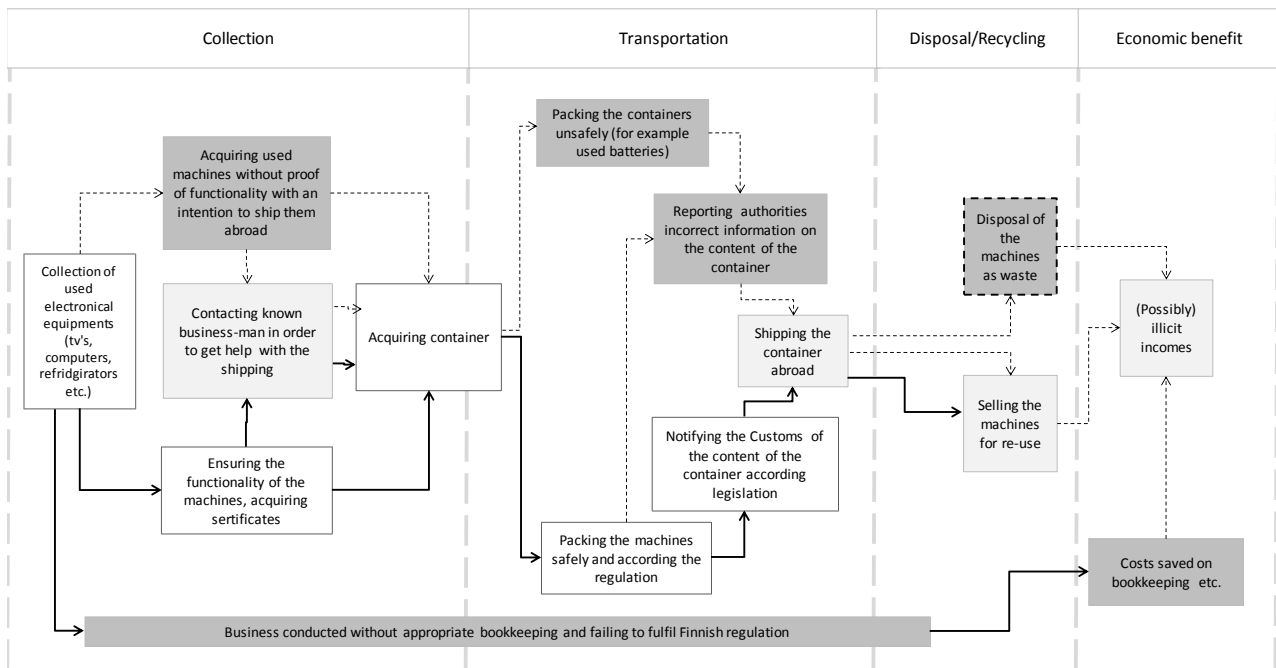 Collection
Transportation
Disposal/Recycling
Economic benefit
Packing the containers
unsafely (for example
used batteries)
Acquiring used
machines without proof
of functionality with an
intention to ship them
abroad
Reporting authorities
incorrect information on
the content of the
container
Disposal of
the
machines
as waste
Collection of
used
electronical
equipments
(tv's,
computers,
refridgirators
etc.)
Contacting known
business-man in order
to get help with the
shipping
Acquiring container
Shipping the
container
abroad
(Possibly)
illicit
incomes
Selling the
machines
for re-use
Ensuring the
functionality of the
machines, acquiring
sertificates
Notifying the Customs of
the content of the
container according
legislation
Packing the machines
safely and according the
regulation
Costs saved on
bookkeeping etc.
Business conducted without appropriate bookkeeping and failing to fulfil Finnish regulation